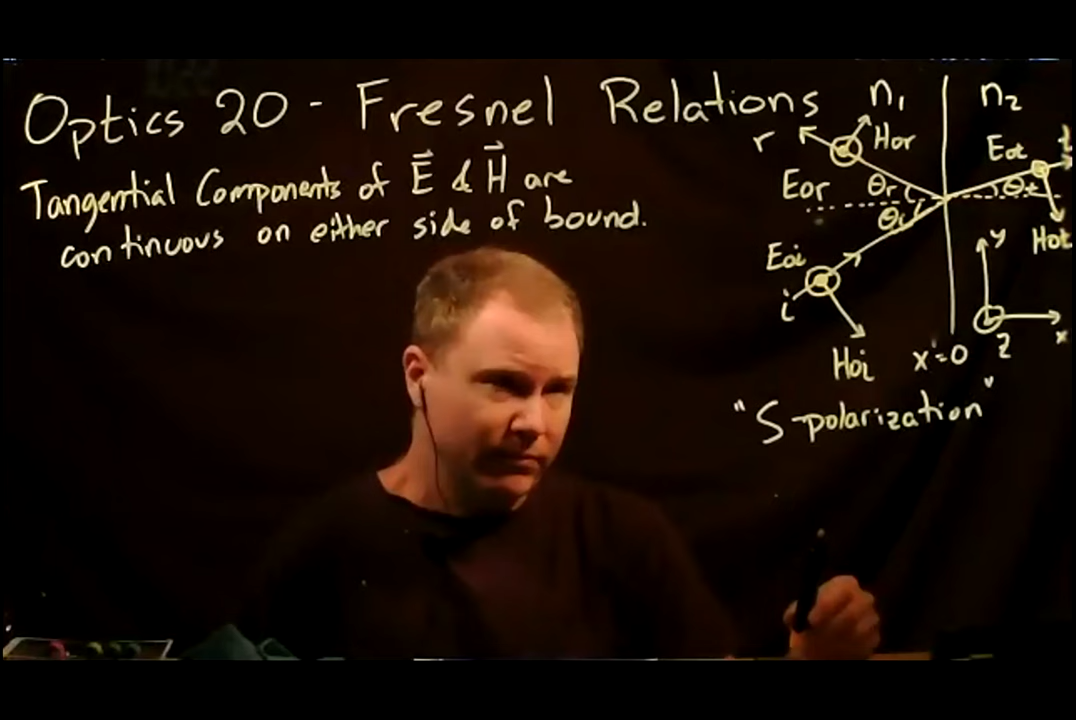 Optics 20 - Fresnel Relations
Tangential Components of E & H are
continuous on either side of bound.
n1
n2
r
Hor
Eor
θr
θi
Eot
t
θt
Hot
Eoi
i
Hoi
x=0
y
z
x
"S-polarization"